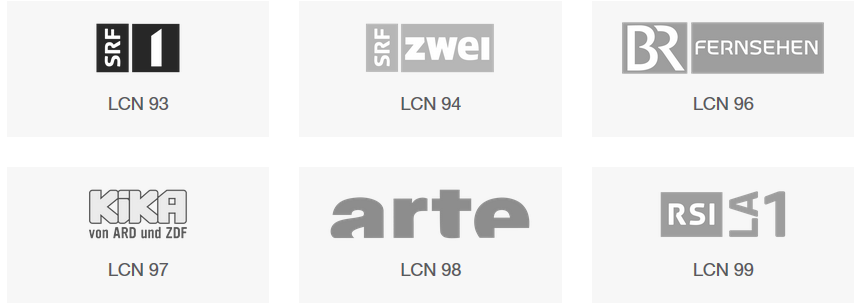 SRF 1
SRF zwei
BR FERNSEHEN
LCN 93
LCN 94
LCN 96
KiKA
von ARD und ZDF
arte
RSI LA 1
LCN 97
LCN 98
LCN 99